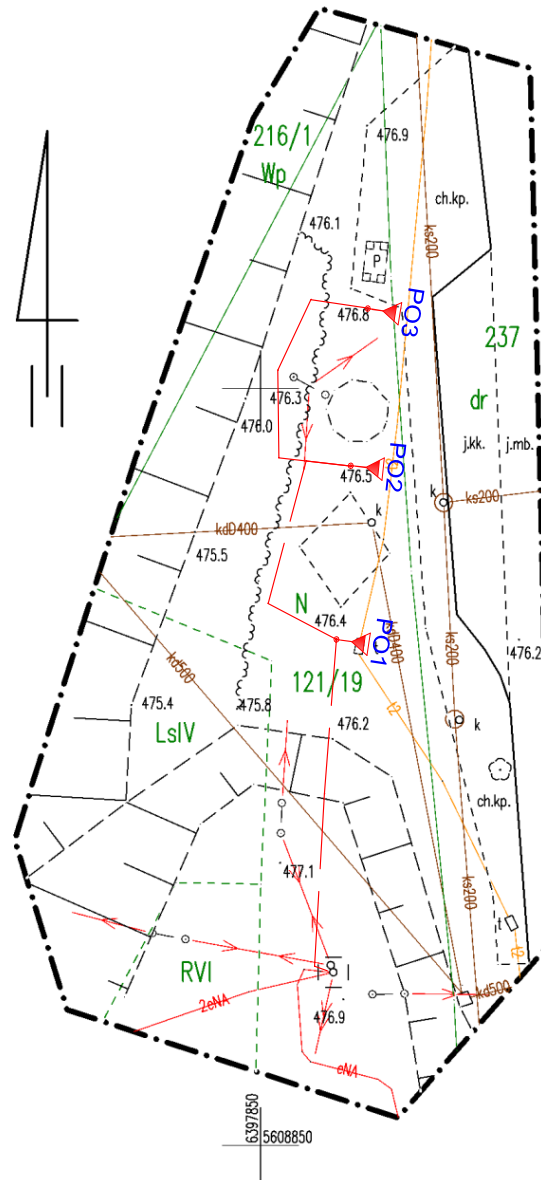 476.9
216/1
Wp
ch.kp.
ks200
476.1
P
476.8
PO3
237
dr
476.3
476.0
j.kk.
j.mb.
476.5
PO2
k
ks200
k
kdD400
475.5
N
476.4
PO1
kdD400
ks200
476.2
kd500
121/19
475.4
475.8
476.2
t2
k
LsIV
ch.kp.
477.1
ks200
t
t2
RVI
2eNA
476.9
kd500
eNA
6397850
5608850